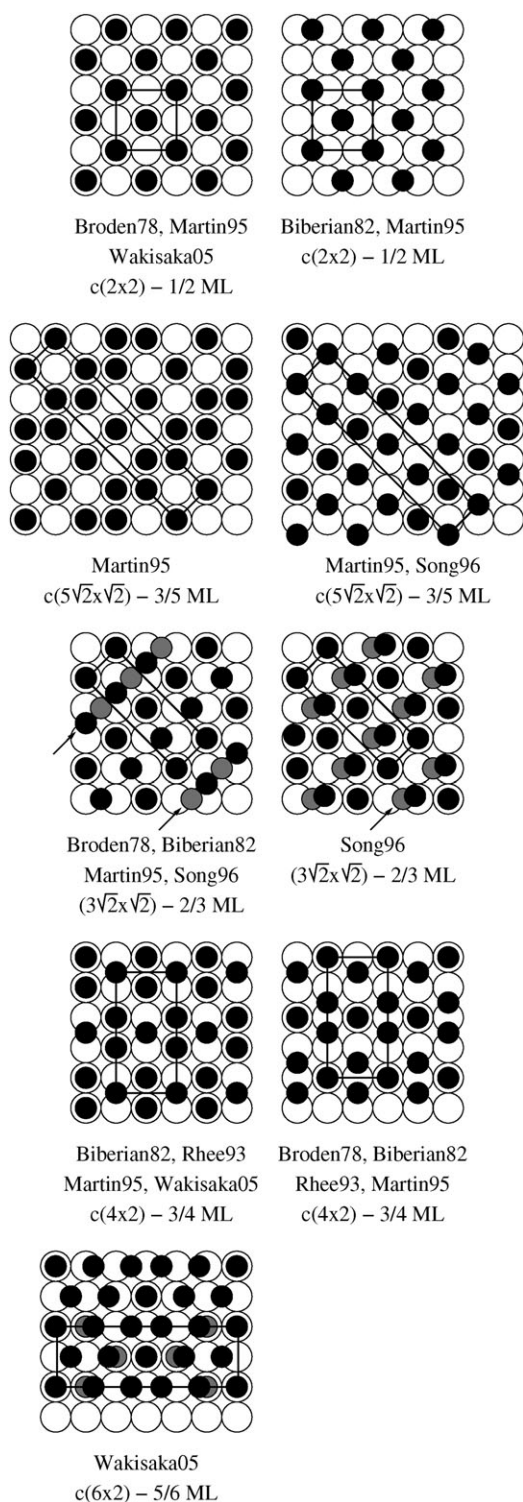 Broden78, Martin95
Wakisaka05
c(2x2) – 1/2 ML
Biberian82, Martin95
c(2x2) – 1/2 ML
Martin95
c(5√2x√2) – 3/5 ML
Martin95, Song96
c(5√2x√2) – 3/5 ML
Broden78, Biberian82
Martin95, Song96
(3√2x√2) – 2/3 ML
Song96
(3√2x√2) – 2/3 ML
Biberian82, Rhee93
Martin95, Wakisaka05
c(4x2) – 3/4 ML
Broden78, Biberian82
Rhee93, Martin95
c(4x2) – 3/4 ML
Wakisaka05
c(6x2) – 5/6 ML